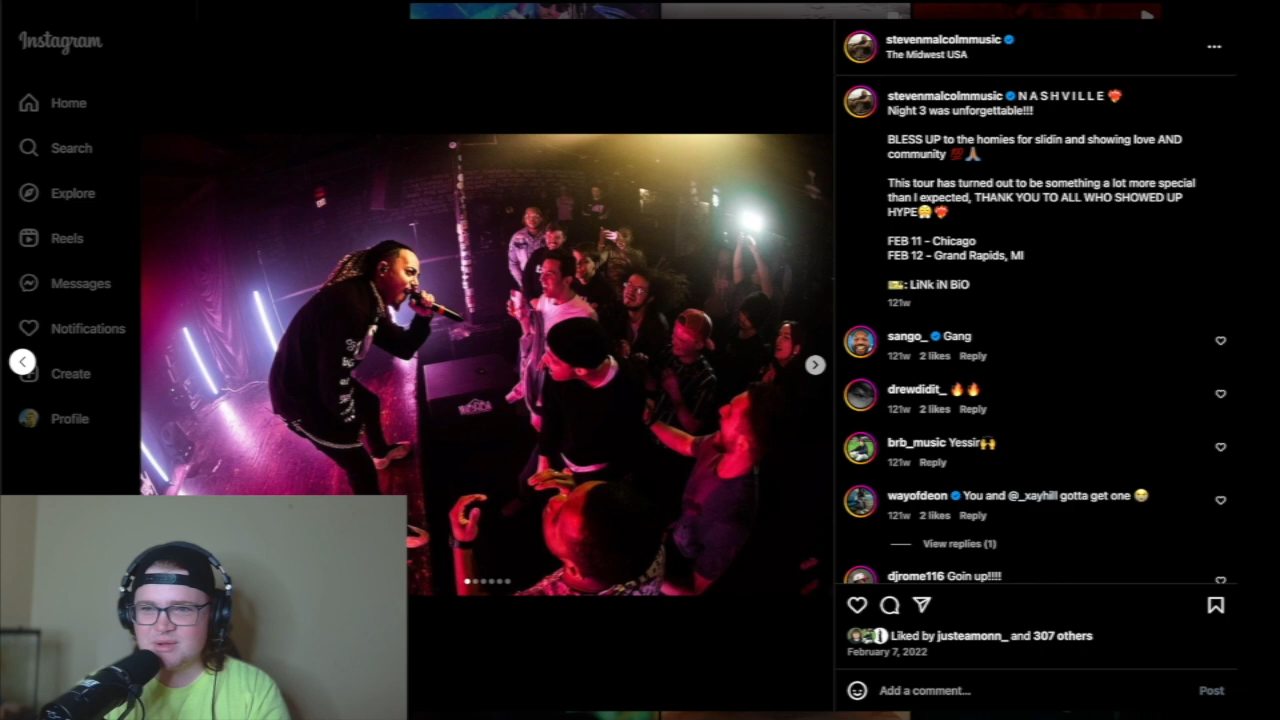 Instagram
Home
Search
Explore
Reels
Messages
Notifications
Create
Profile
stevenmalcolmmusic
The Midwest USA
stevenmalcolmmusic N A S H V I L L E ❤️‍🔥
Night 3 was unforgettable!!!
BLESS UP to the homies for slidin and showing love AND
community 💯🙏🏽
This tour has turned out to be something a lot more special
than I expected, THANK YOU TO ALL WHO SHOWED UP
HYPE😤❤️‍🔥
FEB 11 - Chicago
FEB 12 - Grand Rapids, MI
🎫: LiNk iN BiO
121w
sango_ Gang
121w 2 likes Reply
drewdidit_ 🔥🔥
121w 2 likes Reply
brb_music Yessir🙌
121w Reply
wayofdeon You and @_xayhill gotta get one 😭
121w 2 likes Reply
View replies (1)
djrome116 Goin up!!!!
Liked by justeamonn_ and 307 others
February 7, 2022
Add a comment...
Post